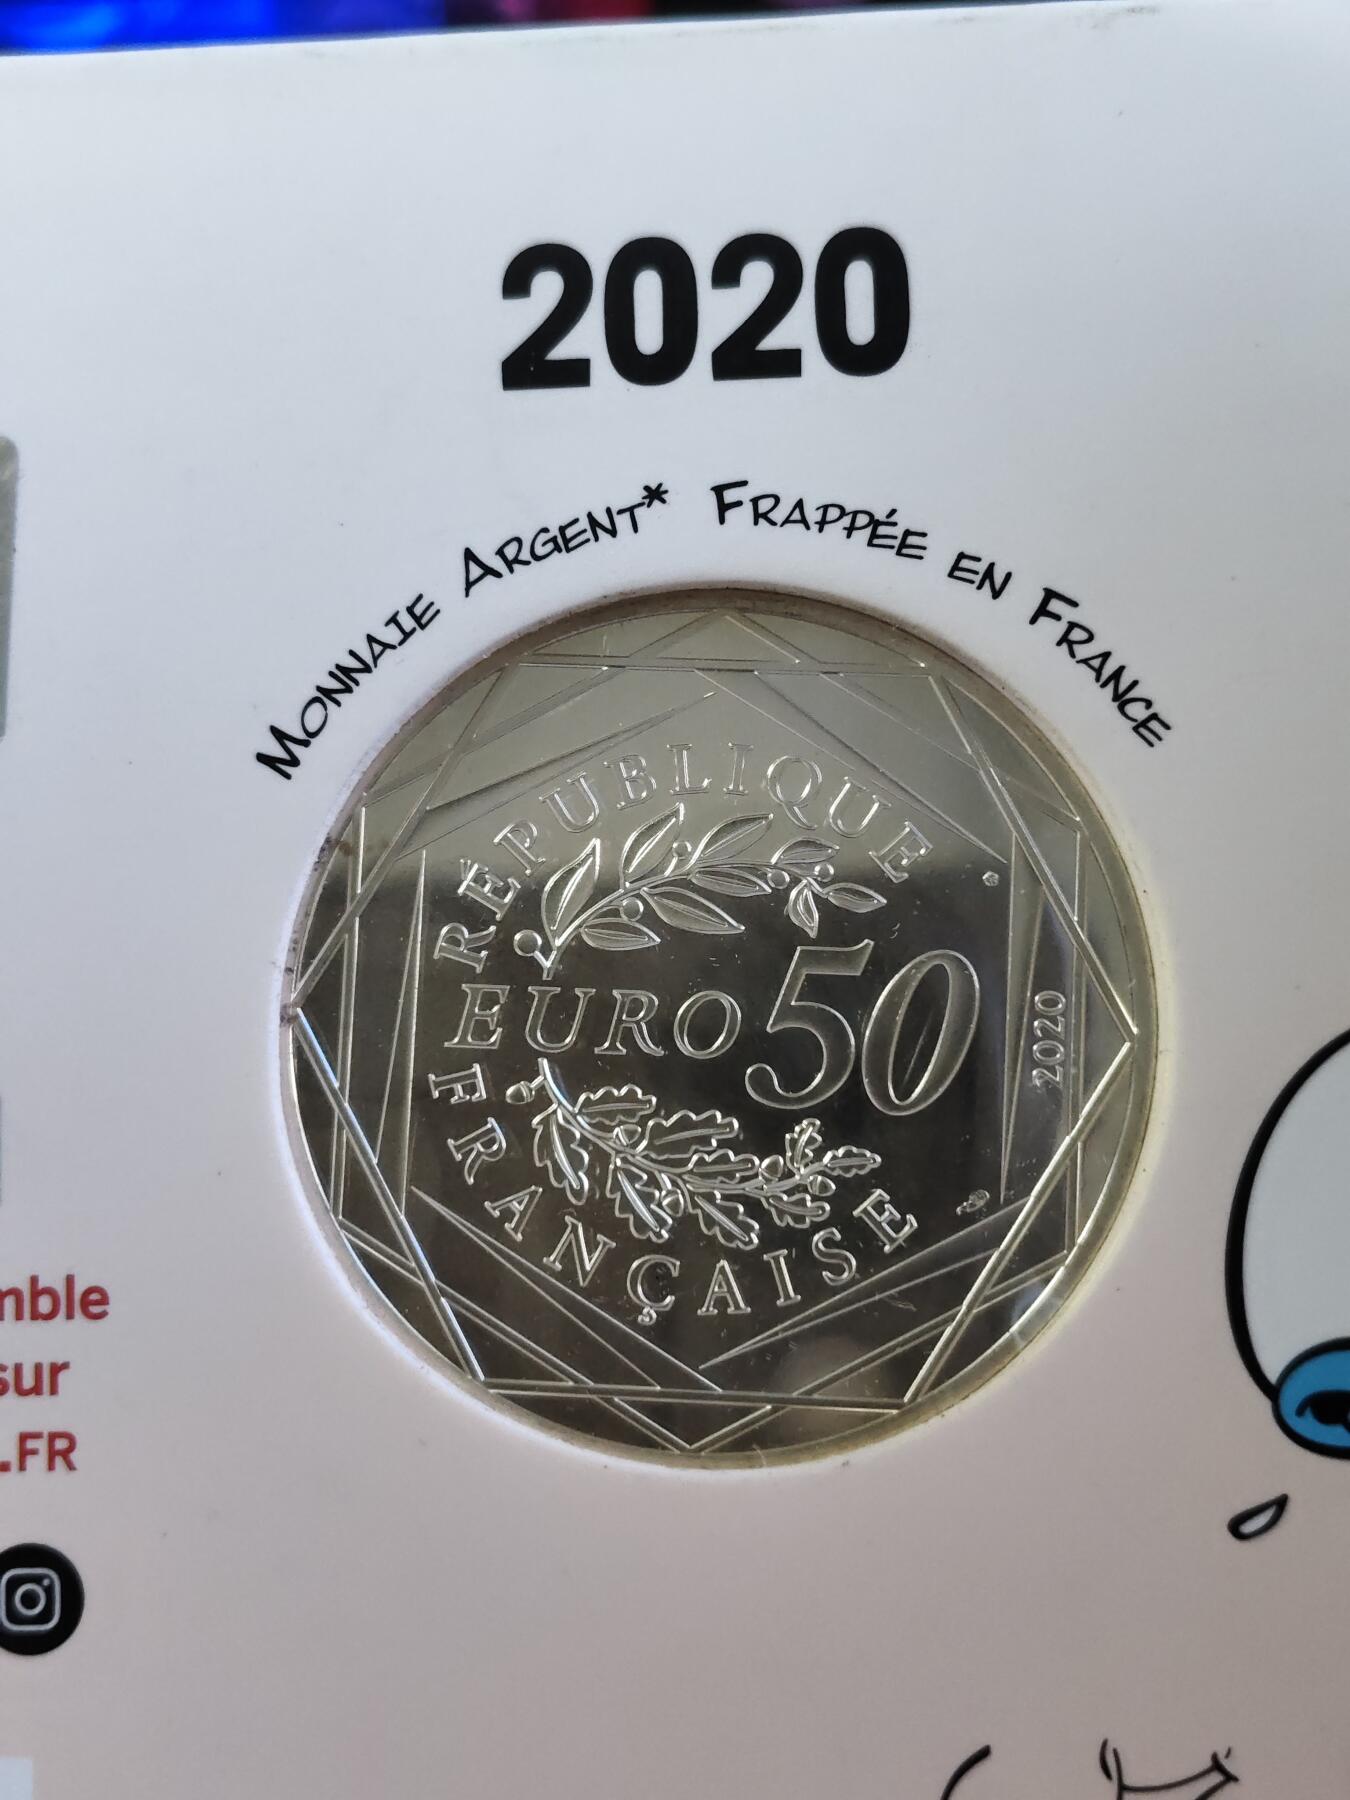 2020
MONNAIE ARGENT* FRAPPÉE EN FRANCE
RÉPUBLIQUE
EURO 50
2020
FRANÇAISE
mble
sur
.FR